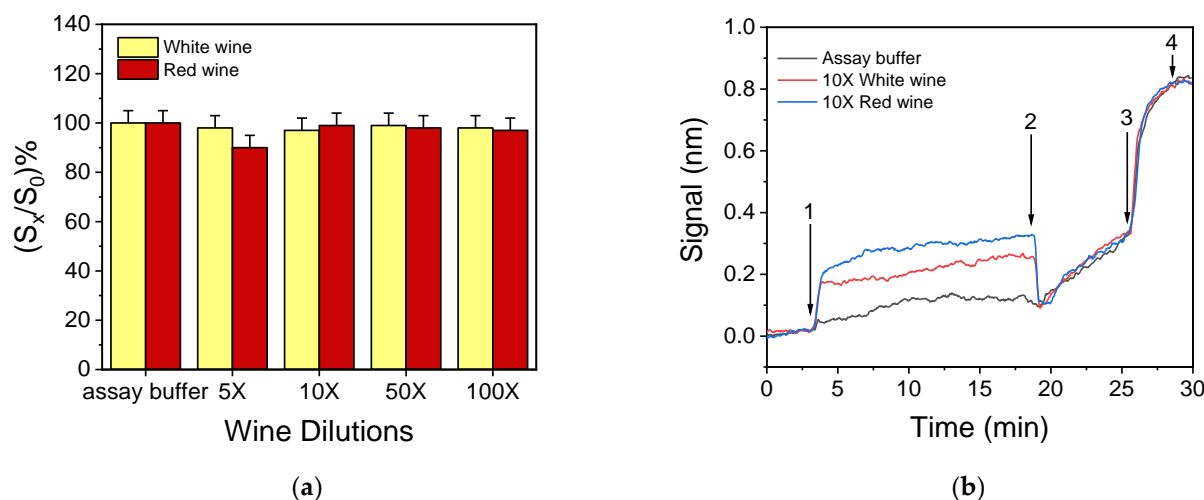 140
120
100
80
60
40
20
0
(Sx/S0)%
White wine
Red wine
assay buffer 5X 10X 50X 100X
Wine Dilutions
(a)
1.0
0.8
0.6
0.4
0.2
0.0
Signal (nm)
Assay buffer
10X White wine
10X Red wine
1
2
3
4
0 5 10 15 20 25 30
Time (min)
(b)